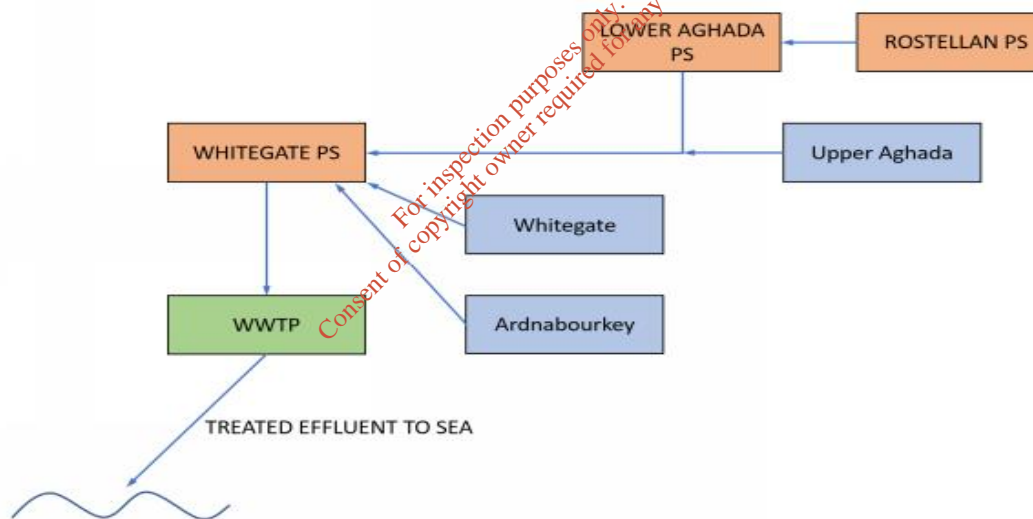 LOWER AGHADA
PS
ROSTELLAN PS
WHITEGATE PS
Upper Aghada
Whitegate
WWTP
Ardnabourkey
TREATED EFFLUENT TO SEA
For inspection purposes only.
Consent of copyright owner required for any